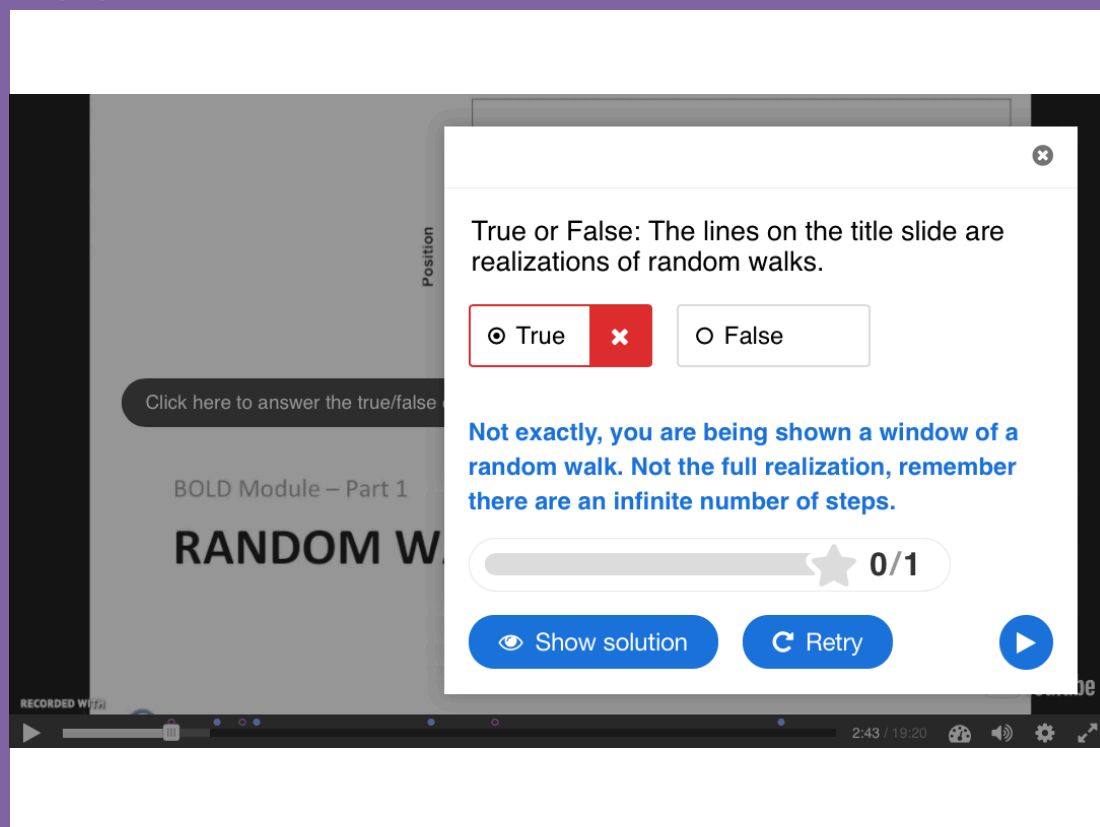 Position
True or False: The lines on the title slide are
realizations of random walks.
True
False
Click here to answer the true/false
Not exactly, you are being shown a window of a
random walk. Not the full realization, remember
there are an infinite number of steps.
BOLD Module – Part 1
RANDOM W
0/1
Show solution
Retry
RECORDED WITH
2:43 / 19:20